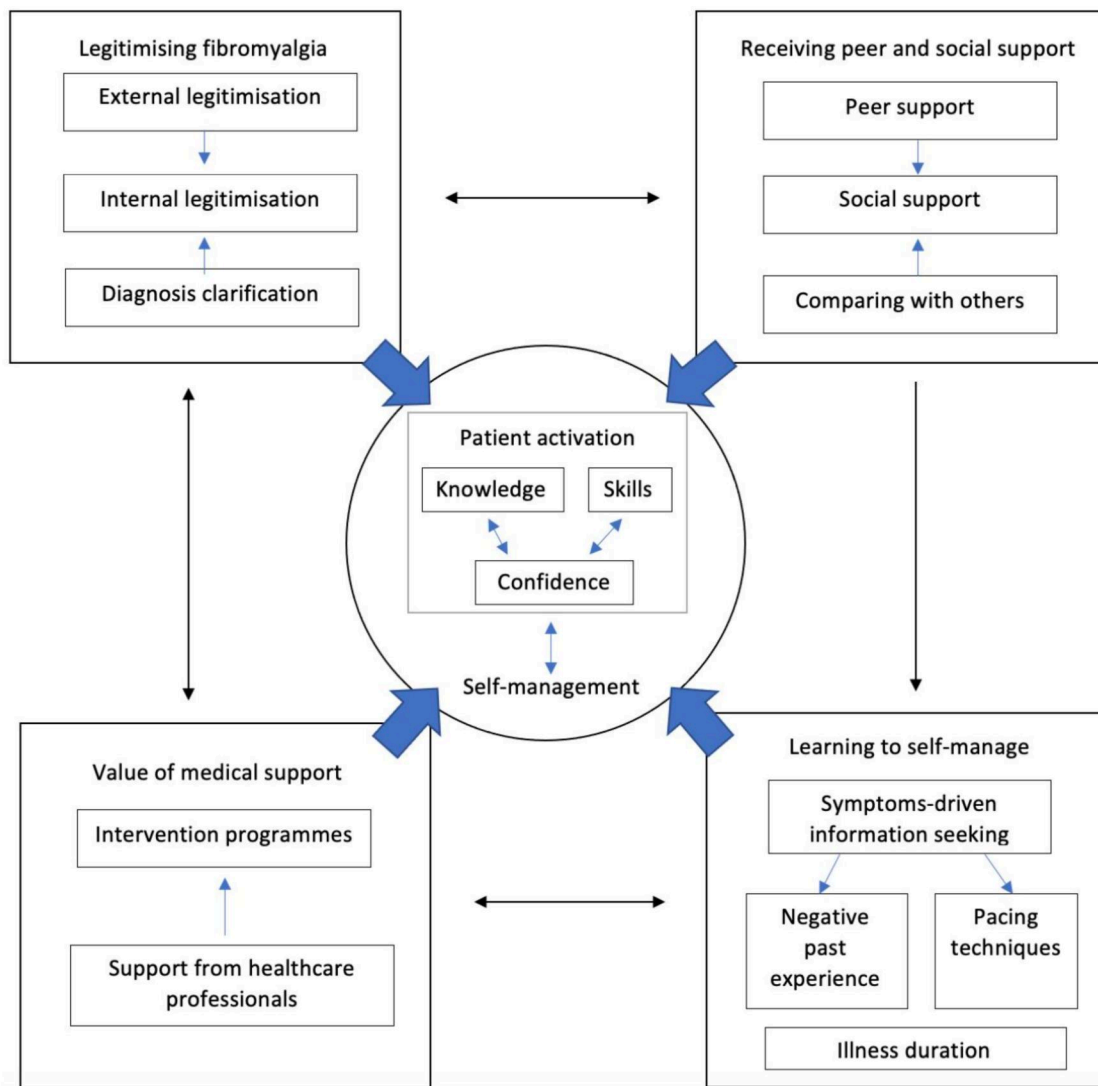 Legitimising fibromyalgia
External legitimisation
Internal legitimisation
Diagnosis clarification
Receiving peer and social support
Peer support
Social support
Comparing with others
Patient activation
Knowledge
Skills
Confidence
Self-management
Value of medical support
Intervention programmes
Support from healthcare
professionals
Learning to self-manage
Symptoms-driven
information seeking
Negative
past
experience
Pacing
techniques
Illness duration